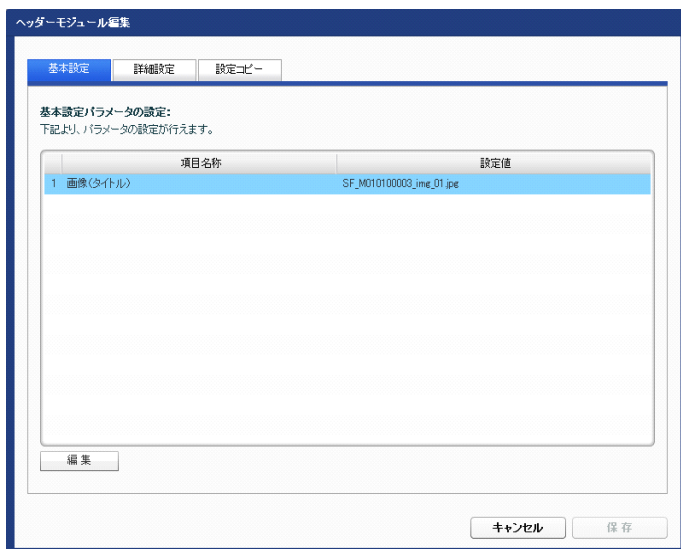 ヘッダーモジュール編集
基本設定 詳細設定 設定コピー
基本設定パラメータの設定:
下記より、パラメータの設定が行えます。
項目名称 設定値
1 画像(タイトル) SF_M010100003_img_01.jpg
編集
キャンセル 保存